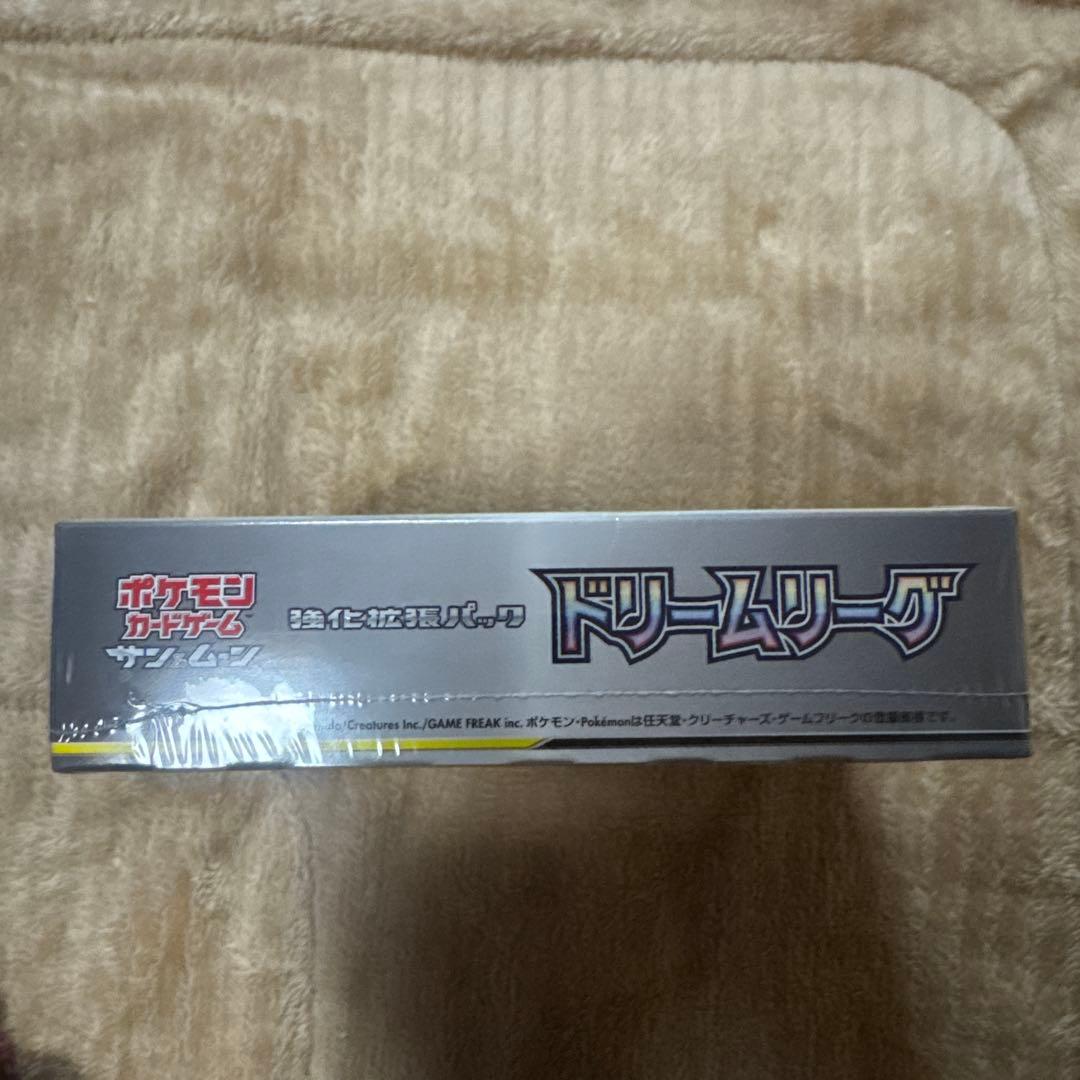 ポケモン
カードゲーム
サン&ムーン
強化拡張パック
ドリームリーグ
/Creatures Inc./GAME FREAK inc. ポケモン・Pokémonは任天堂・クリーチャーズ・ゲームフリークの登録商標です。